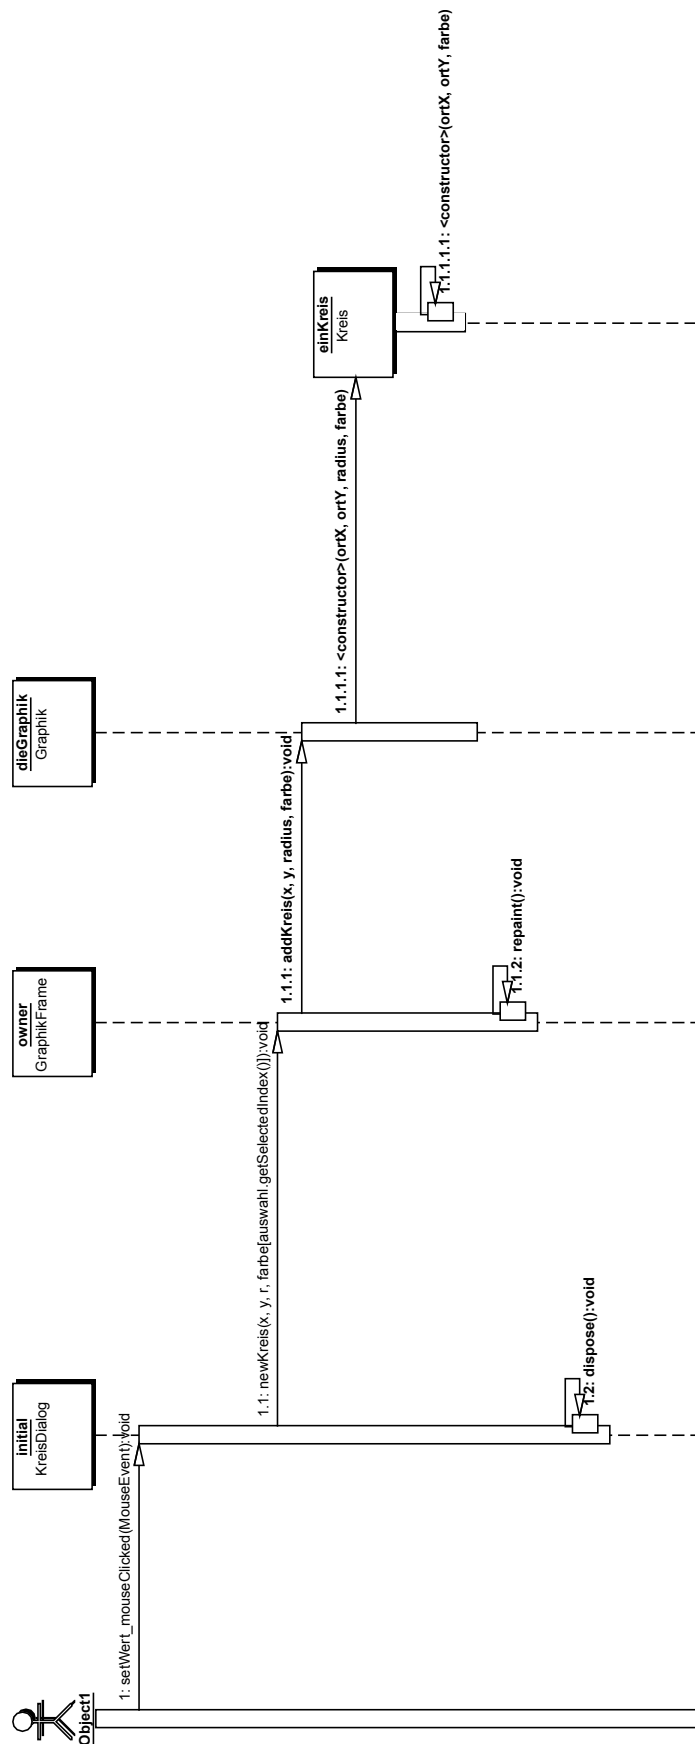 Object1
initial
KreisDialog
owner
GraphikFrame
dieGraphik
Graphik
1: setWert_mouseClicked(MouseEvent):void
1.1: newKreis(x, y, r, farbe[auswahl.getSelectedIndex()]):void
1.1.1: addKreis(x, y, radius, farbe):void
1.1.1.1: <constructor>(ortX, ortY, radius, farbe)
einKreis
Kreis
1.1.1.1.1: <constructor>(ortX, ortY, farbe)
1.1.2: repaint():void
1.2: dispose():void